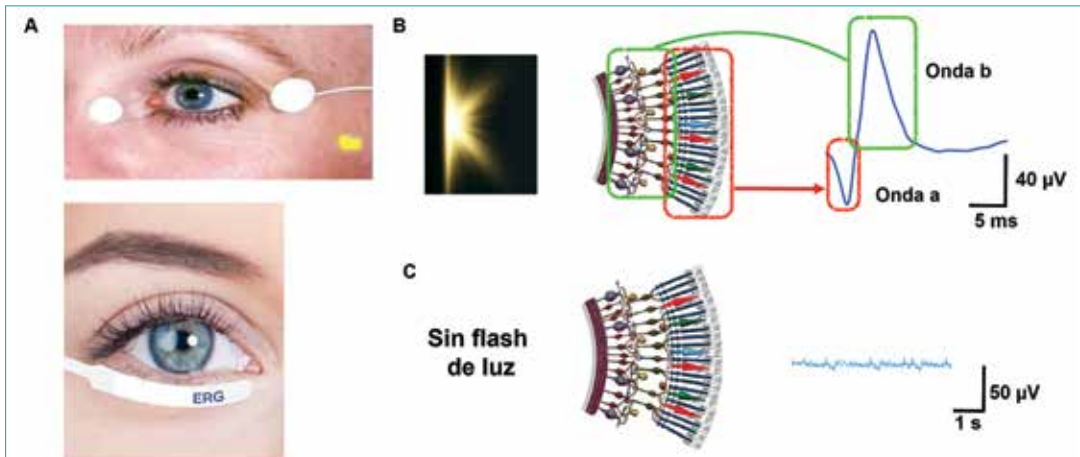 A
B
Onda b
Onda a
40 µV
5 ms
ERG
C
Sin flash
de luz
50 µV
1 s